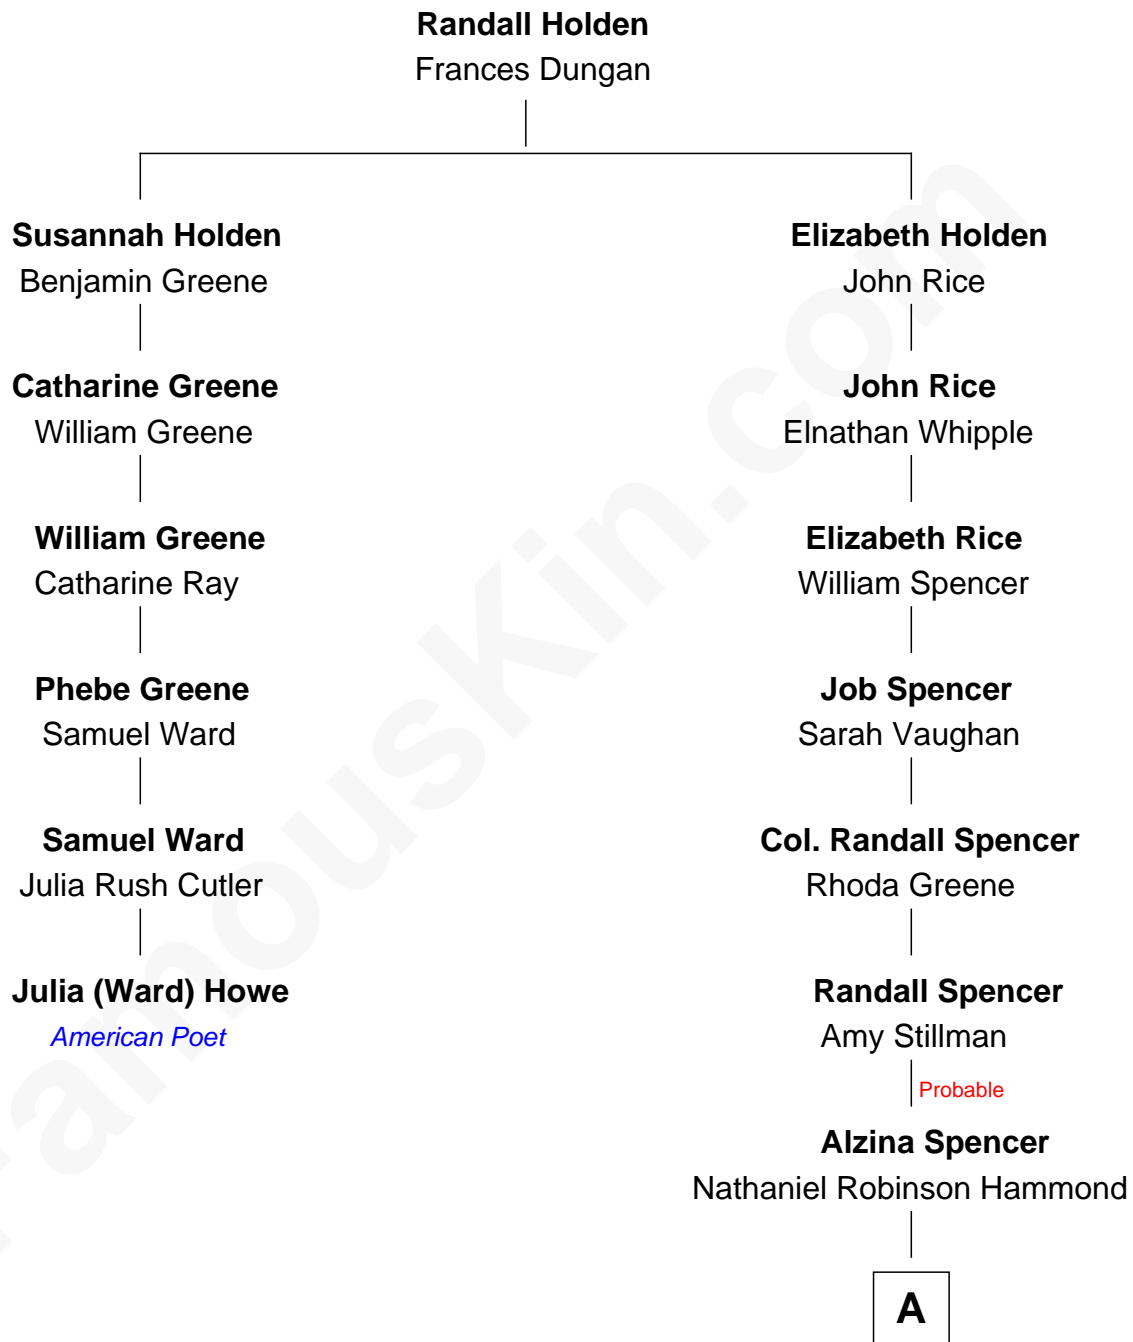 Randall Holden
Frances Dungan
Susannah Holden
Benjamin Greene
Elizabeth Holden
John Rice
Catharine Greene
William Greene
John Rice
Elnathan Whipple
William Greene
Catharine Ray
Elizabeth Rice
William Spencer
Phebe Greene
Samuel Ward
Job Spencer
Sarah Vaughan
Samuel Ward
Julia Rush Cutler
Col. Randall Spencer
Rhoda Greene
Julia (Ward) Howe
American Poet
Randall Spencer
Amy Stillman
Probable
Alzina Spencer
Nathaniel Robinson Hammond
A
FamousKin.com